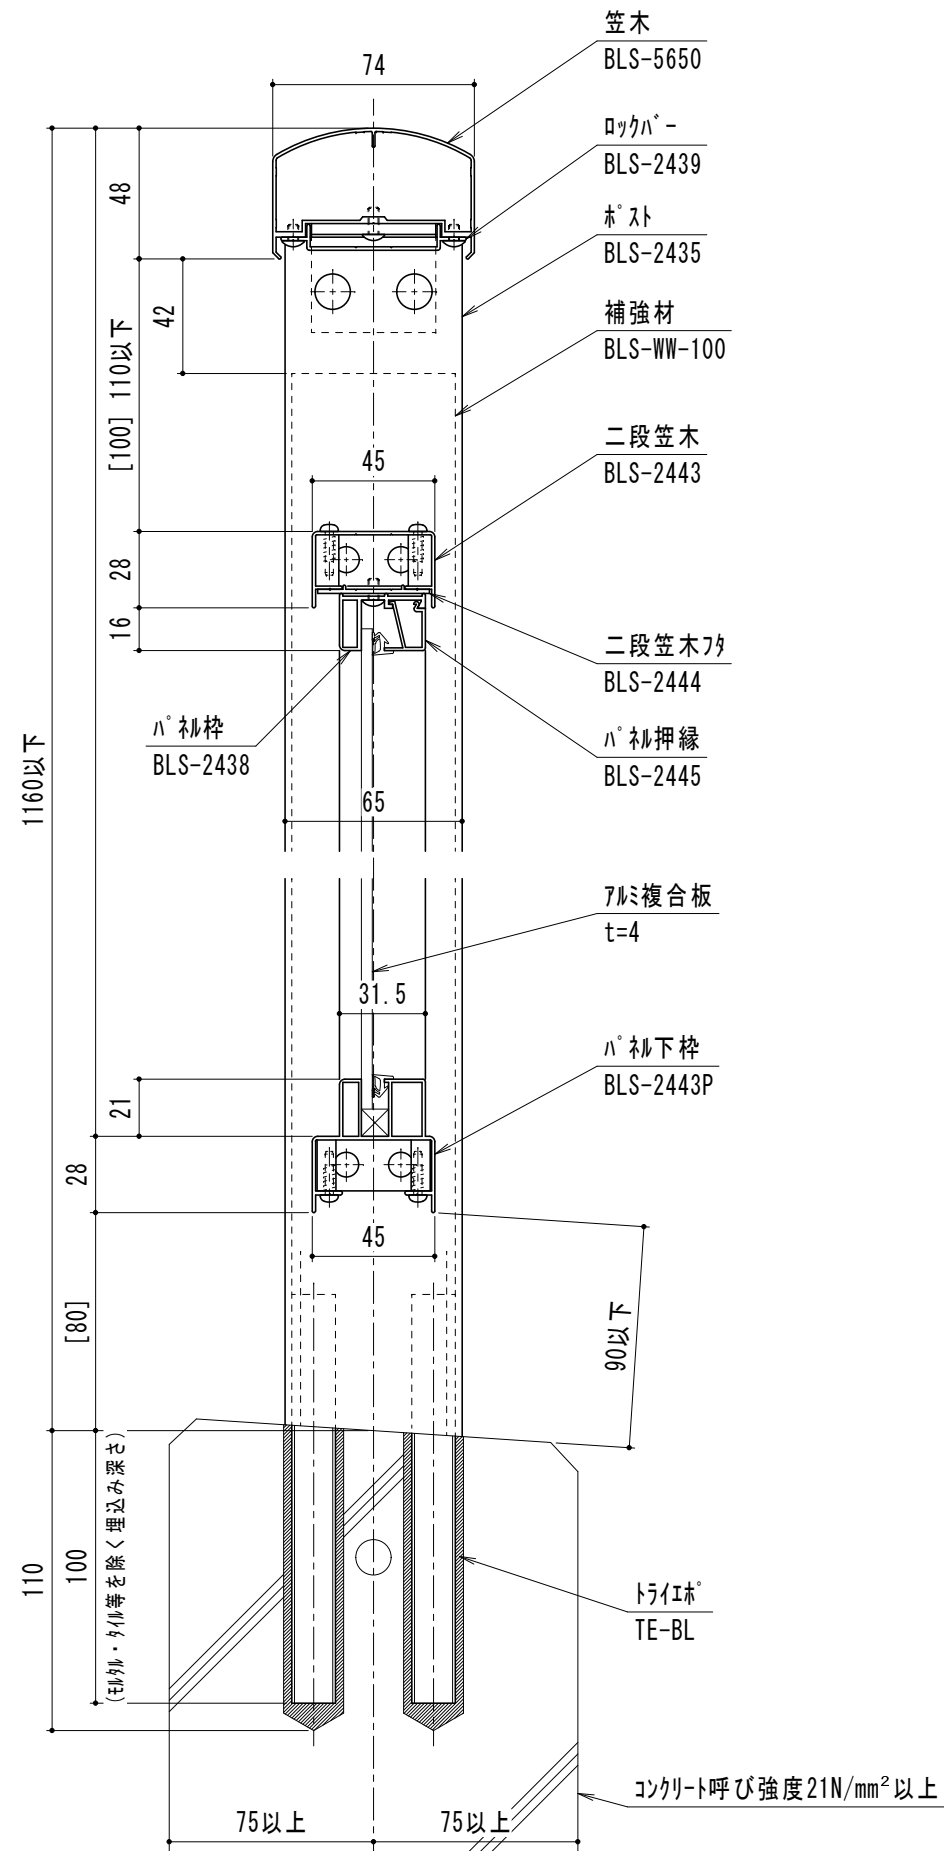 笠木
BLS-5650
74
ﾛｯｸﾊﾞｰ
BLS-2439
48
ﾎﾟｽﾄ
BLS-2435
42
補強材
BLS-WW-100
[100] 110以下
二段笠木
BLS-2443
45
28
16
二段笠木ﾌﾀ
BLS-2444
ﾊﾟﾈﾙ枠
BLS-2438
ﾊﾟﾈﾙ押縁
BLS-2445
1160以下
65
ｱﾙﾐ複合板
t=4
31.5
ﾊﾟﾈﾙ下枠
BLS-2443P
21
28
45
[80]
90以下
110
100
(ﾓﾙﾀﾙ・ﾀｲﾙ等を除く埋込み深さ)
ﾄﾗｲｴﾎﾟ
TE-BL
ｺﾝｸﾘｰﾄ呼び強度21N/mm²以上
75以上
75以上